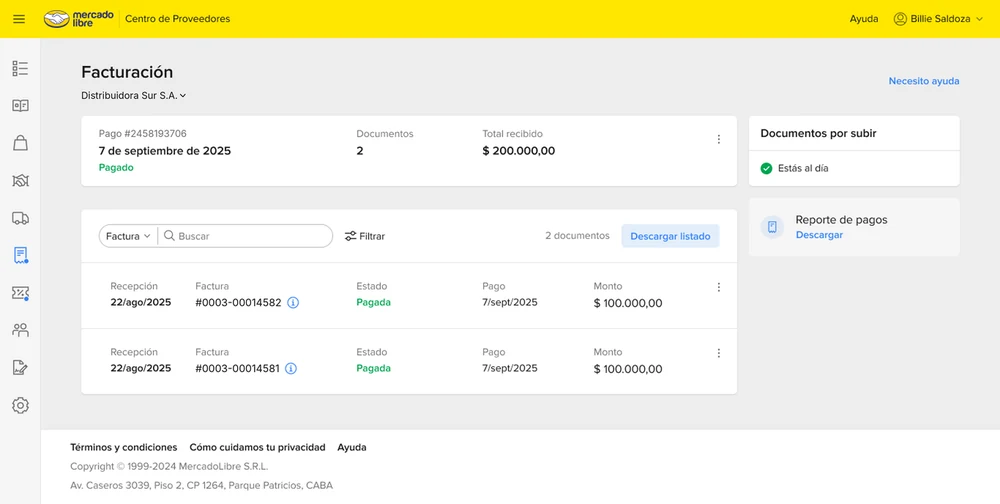 mercado
libre
Centro de Proveedores
Ayuda
Billie Saldoza
Facturación
Necesito ayuda
Distribuidora Sur S.A.
Pago #2458193706
Documentos
Total recibido
7 de septiembre de 2025
2
$ 200.000,00
Pagado
Documentos por subir
Estás al día
Reporte de pagos
Descargar
Factura
Buscar
Filtrar
2 documentos
Descargar listado
Recepción
Factura
Estado
Pago
Monto
22/ago/2025
#0003-00014582
Pagada
7/sept/2025
$ 100.000,00
Recepción
Factura
Estado
Pago
Monto
22/ago/2025
#0003-00014581
Pagada
7/sept/2025
$ 100.000,00
Términos y condiciones
Cómo cuidamos tu privacidad
Ayuda
Copyright © 1999-2024 MercadoLibre S.R.L.
Av. Caseros 3039, Piso 2, CP 1264, Parque Patricios, CABA